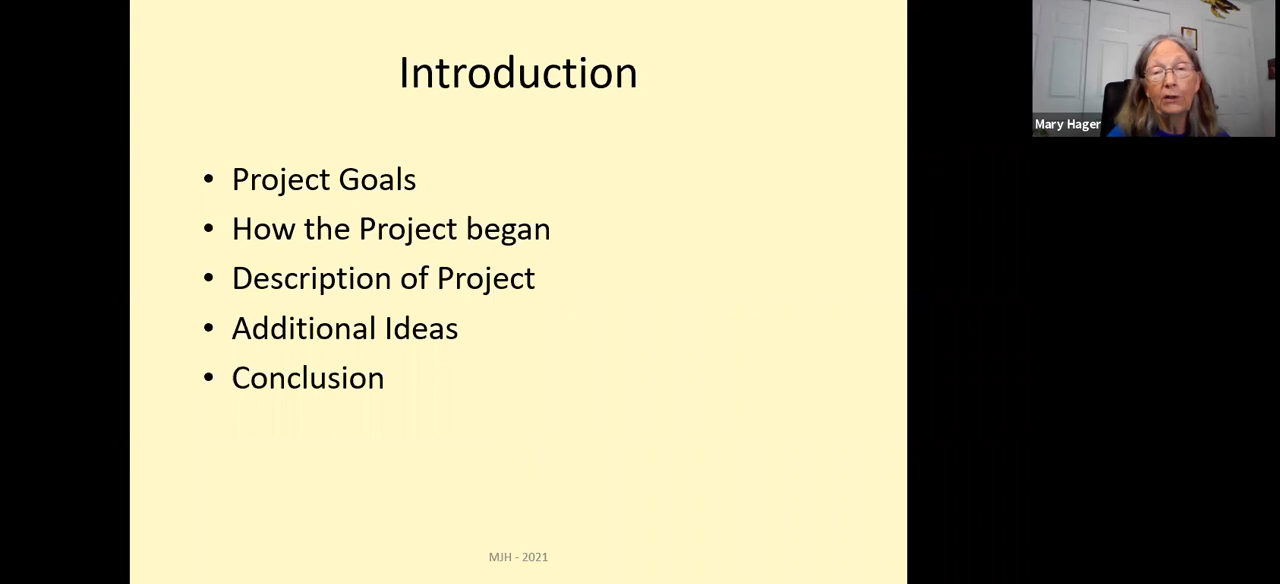 Introduction
• Project Goals
• How the Project began
• Description of Project
• Additional Ideas
• Conclusion
MJH - 2021
Mary Hager